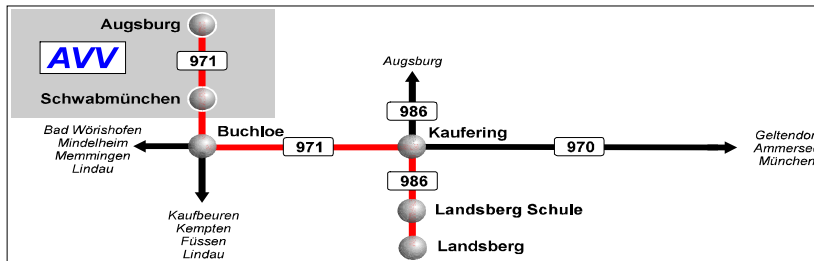 Augsburg
AVV
971
Schwabmünchen
Augsburg
986
Bad Wörishofen
Mindelheim
Memmingen
Lindau
Buchloe
971
Kaufering
970
Geltendorf
Ammersee
München
986
Kaufbeuren
Kempten
Füssen
Lindau
Landsberg Schule
Landsberg